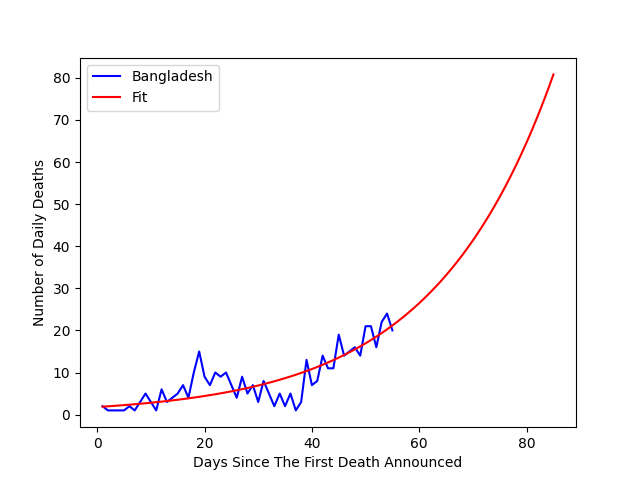 Bangladesh
Fit
80
70
60
50
40
30
20
10
0
Number of Daily Deaths
0 20 40 60 80
Days Since The First Death Announced